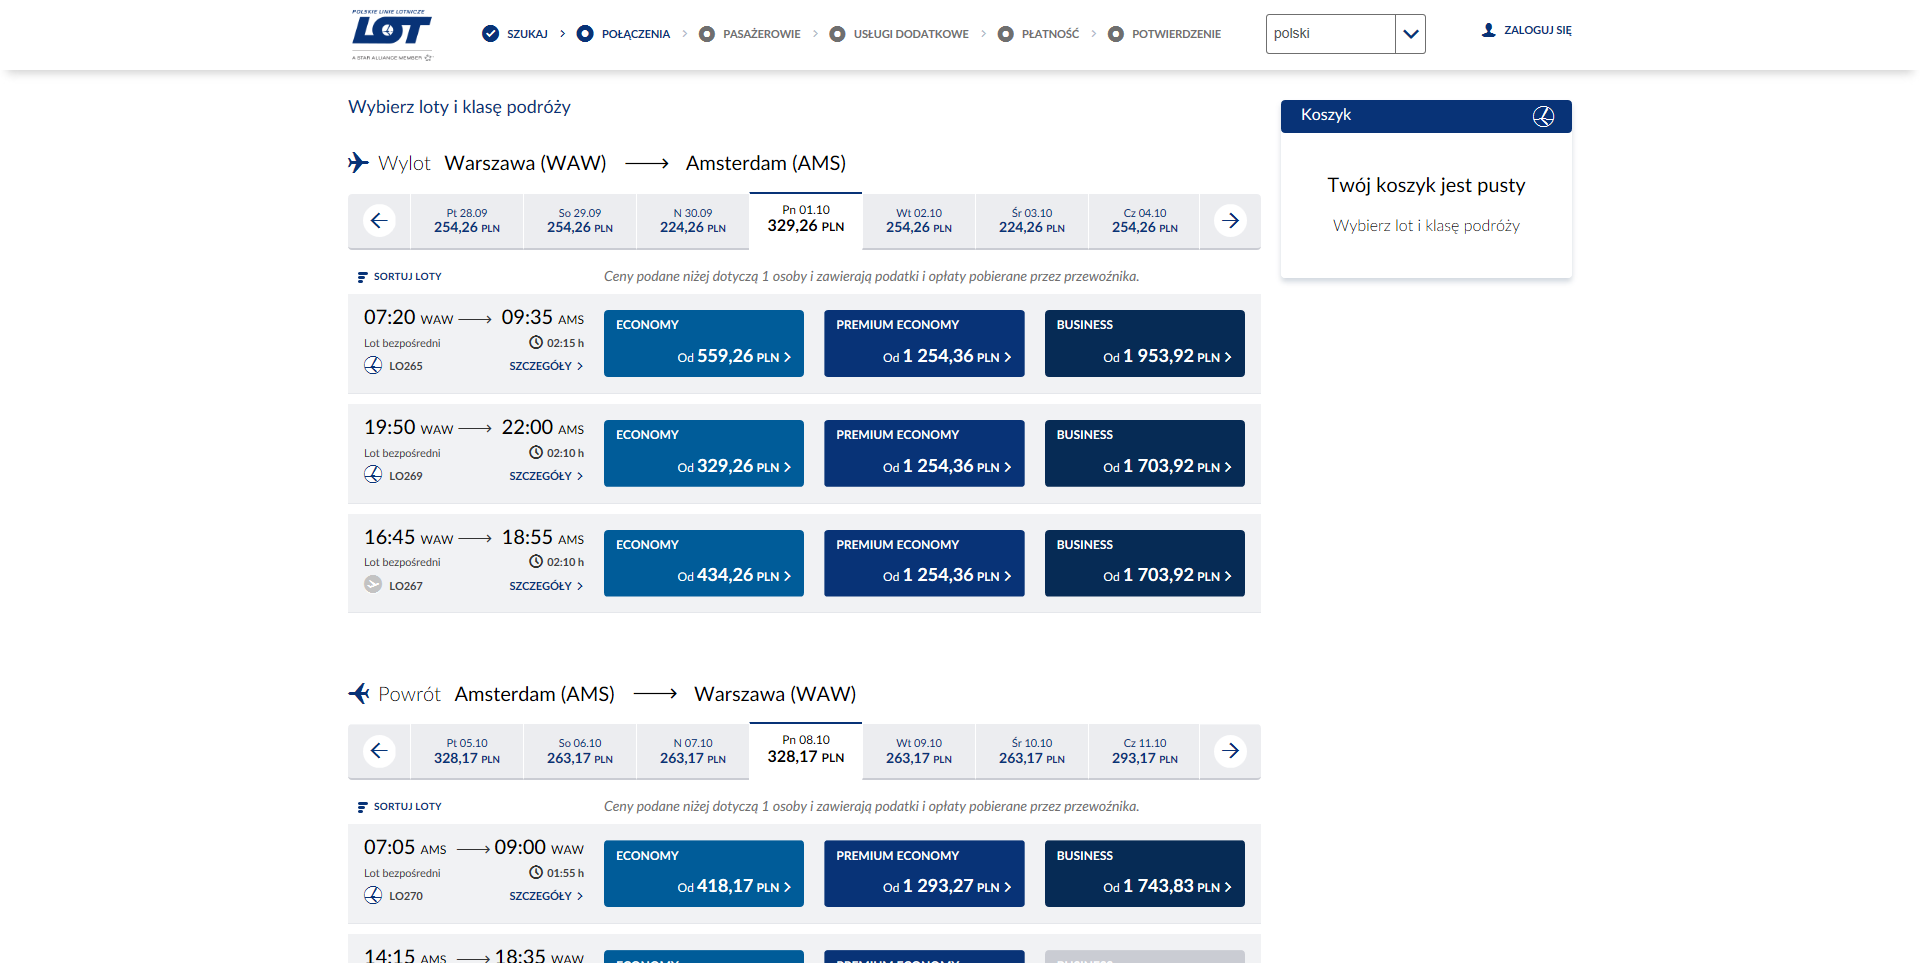 POLSKIE LINIE LOTNICZE
LOT
A STAR ALLIANCE MEMBER
SZUKAJ
POŁĄCZENIA
PASAŻEROWIE
USŁUGI DODATKOWE
PŁATNOŚĆ
POTWIERDZENIE
polski
ZALOGUJ SIĘ
Wybierz loty i klasę podróży
Wylot Warszawa (WAW) Amsterdam (AMS)
Pt 28.09
254,26 PLN
So 29.09
254,26 PLN
N 30.09
224,26 PLN
Pn 01.10
329,26 PLN
Wt 02.10
254,26 PLN
Śr 03.10
224,26 PLN
Cz 04.10
254,26 PLN
SORTUJ LOTY
Ceny podane niżej dotyczą 1 osoby i zawierają podatki i opłaty pobierane przez przewoźnika.
07:20 WAW 09:35 AMS
Lot bezpośredni 02:15 h
LO265 SZCZEGÓŁY
ECONOMY
Od 559,26 PLN
PREMIUM ECONOMY
Od 1 254,36 PLN
BUSINESS
Od 1 953,92 PLN
19:50 WAW 22:00 AMS
Lot bezpośredni 02:10 h
LO269 SZCZEGÓŁY
ECONOMY
Od 329,26 PLN
PREMIUM ECONOMY
Od 1 254,36 PLN
BUSINESS
Od 1 703,92 PLN
16:45 WAW 18:55 AMS
Lot bezpośredni 02:10 h
LO267 SZCZEGÓŁY
ECONOMY
Od 434,26 PLN
PREMIUM ECONOMY
Od 1 254,36 PLN
BUSINESS
Od 1 703,92 PLN
Powrót Amsterdam (AMS) Warszawa (WAW)
Pt 05.10
328,17 PLN
So 06.10
263,17 PLN
N 07.10
263,17 PLN
Pn 08.10
328,17 PLN
Wt 09.10
263,17 PLN
Śr 10.10
263,17 PLN
Cz 11.10
293,17 PLN
SORTUJ LOTY
Ceny podane niżej dotyczą 1 osoby i zawierają podatki i opłaty pobierane przez przewoźnika.
07:05 AMS 09:00 WAW
Lot bezpośredni 01:55 h
LO270 SZCZEGÓŁY
ECONOMY
Od 418,17 PLN
PREMIUM ECONOMY
Od 1 293,27 PLN
BUSINESS
Od 1 743,83 PLN
14:15 AMS 18:35 WAW
ECONOMY
PREMIUM ECONOMY
BUSINESS
Koszyk
Twój koszyk jest pusty
Wybierz lot i klasę podróży